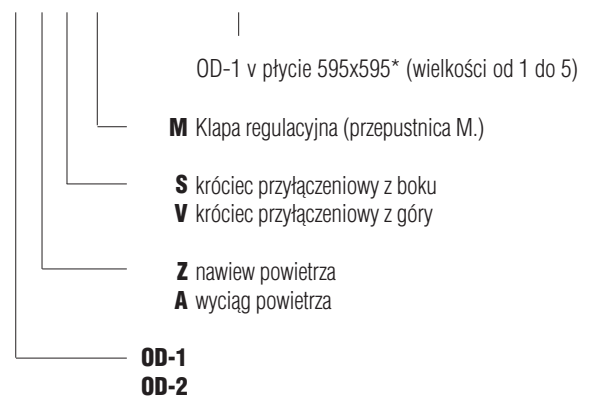 OD-1 v płycie 595x595* (wielkości od 1 do 5)
M Klapa regulacyjna (przepustnica M.)
S króciec przyłączeniowy z boku
V króciec przyłączeniowy z góry
Z nawiew powietrza
A wyciąg powietrza
OD-1
OD-2